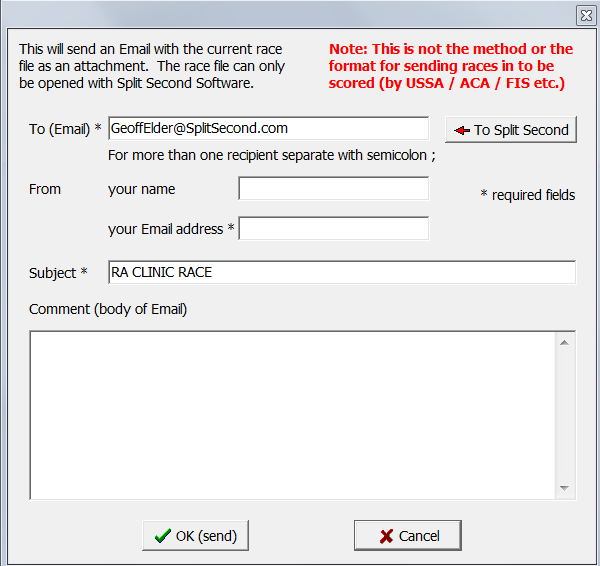 This will send an Email with the current race
file as an attachment. The race file can only
be opened with Split Second Software.
Note: This is not the method or the
format for sending races in to be
scored (by USSA / ACA / FIS etc.)
To (Email) * GeoffElder@SplitSecond.com To Split Second
For more than one recipient separate with semicolon ;
From your name
* required fields
your Email address *
Subject * RA CLINIC RACE
Comment (body of Email)
OK (send) Cancel